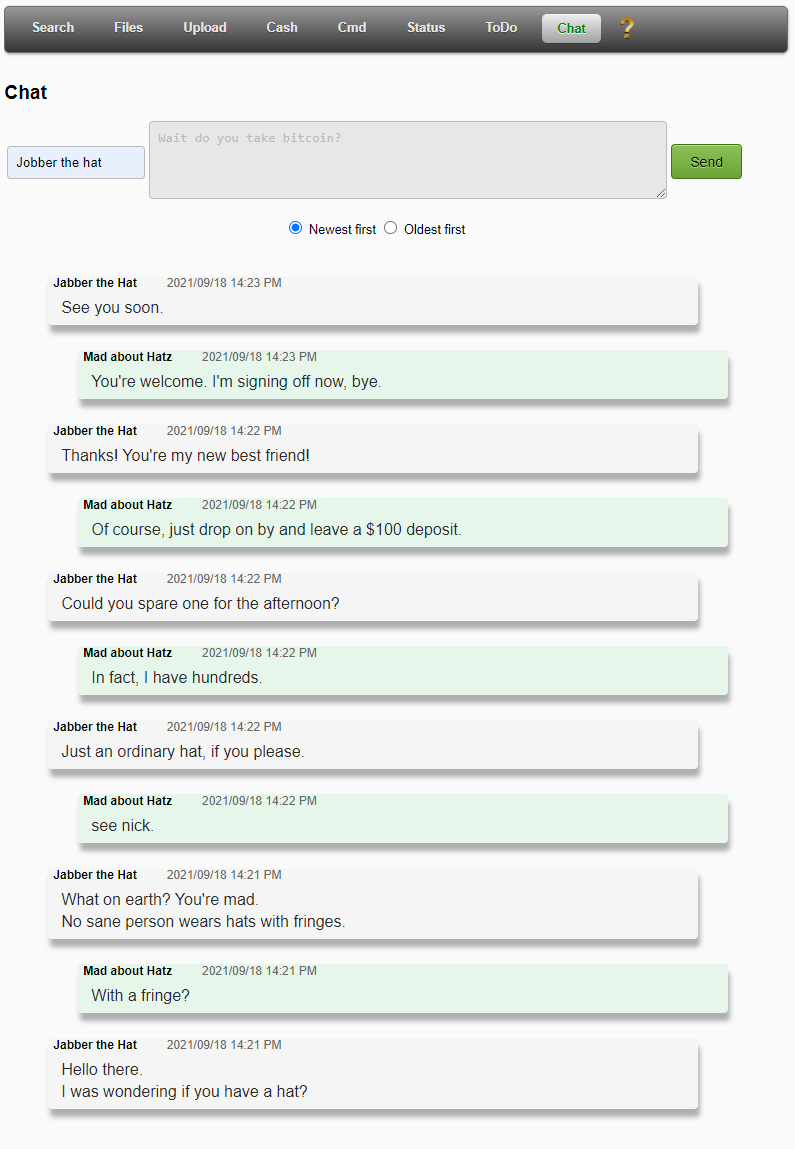 Search Files Upload Cash Cmd Status ToDo Chat ?
Chat
Jobber the hat
Wait do you take bitcoin?
Send
Newest first Oldest first
Jabber the Hat 2021/09/18 14:23 PM
See you soon.
Mad about Hatz 2021/09/18 14:23 PM
You're welcome. I'm signing off now, bye.
Jabber the Hat 2021/09/18 14:22 PM
Thanks! You're my new best friend!
Mad about Hatz 2021/09/18 14:22 PM
Of course, just drop on by and leave a $100 deposit.
Jabber the Hat 2021/09/18 14:22 PM
Could you spare one for the afternoon?
Mad about Hatz 2021/09/18 14:22 PM
In fact, I have hundreds.
Jabber the Hat 2021/09/18 14:22 PM
Just an ordinary hat, if you please.
Mad about Hatz 2021/09/18 14:22 PM
see nick.
Jabber the Hat 2021/09/18 14:21 PM
What on earth? You're mad.
No sane person wears hats with fringes.
Mad about Hatz 2021/09/18 14:21 PM
With a fringe?
Jabber the Hat 2021/09/18 14:21 PM
Hello there.
I was wondering if you have a hat?